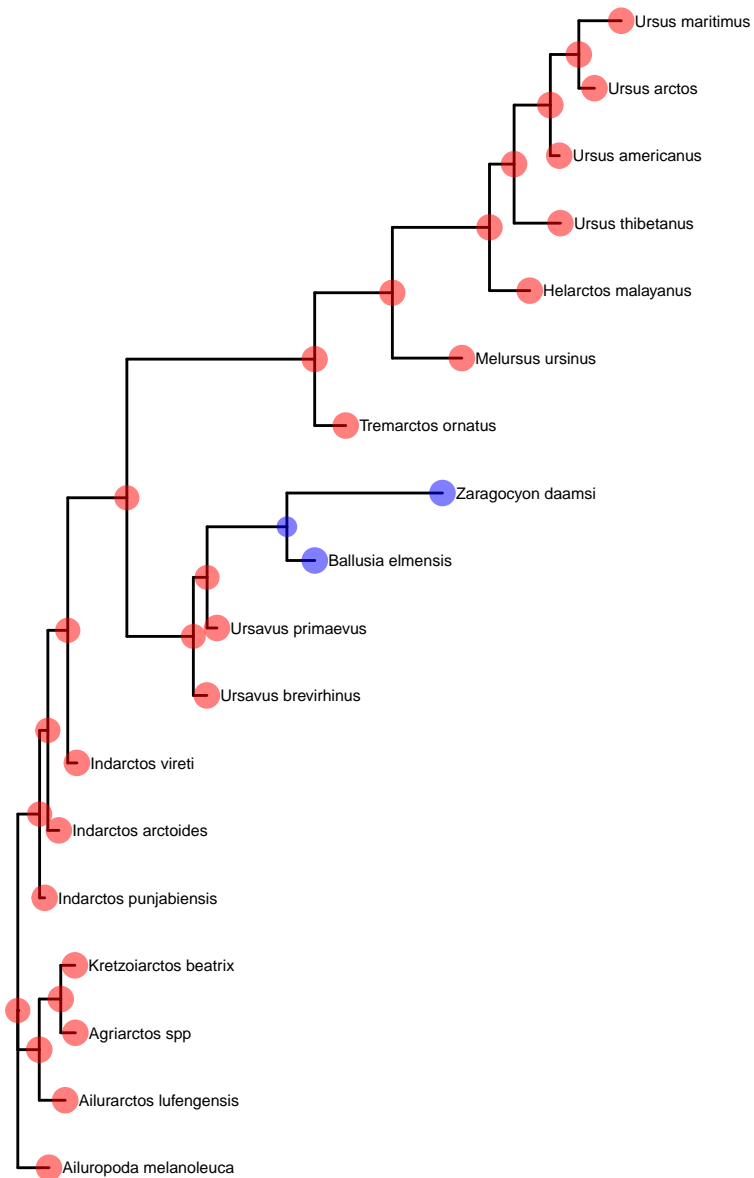 Ursus maritimus
Ursus arctos
Ursus americanus
Ursus thibetanus
Helarctos malayanus
Melursus ursinus
Tremarctos ornatus
Zaragocyon daamsi
Ballusia elmensis
Ursavus primaevus
Ursavus brevirhinus
Indarctos vireti
Indarctos arctoides
Indarctos punjabiensis
Kretzoiarctos beatrix
Agriarctos spp
Ailurarctos lufengensis
Ailuropoda melanoleuca